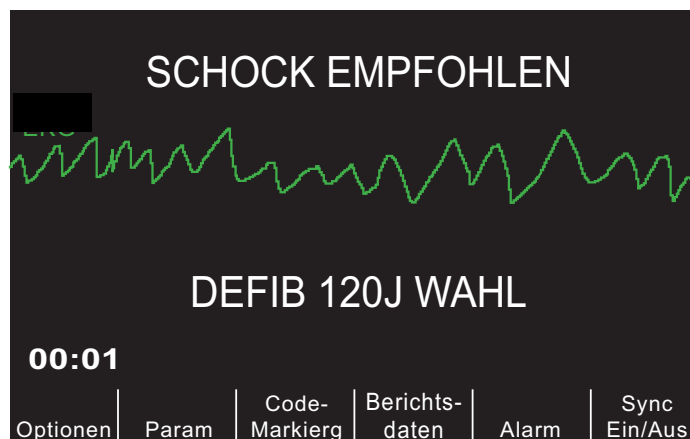 SCHOCK EMPFOHLEN
DEFIB 120J WAHL
00:01
Optionen
Param
Code-
Markierg
Berichts-
daten
Alarm
Sync
Ein/Aus